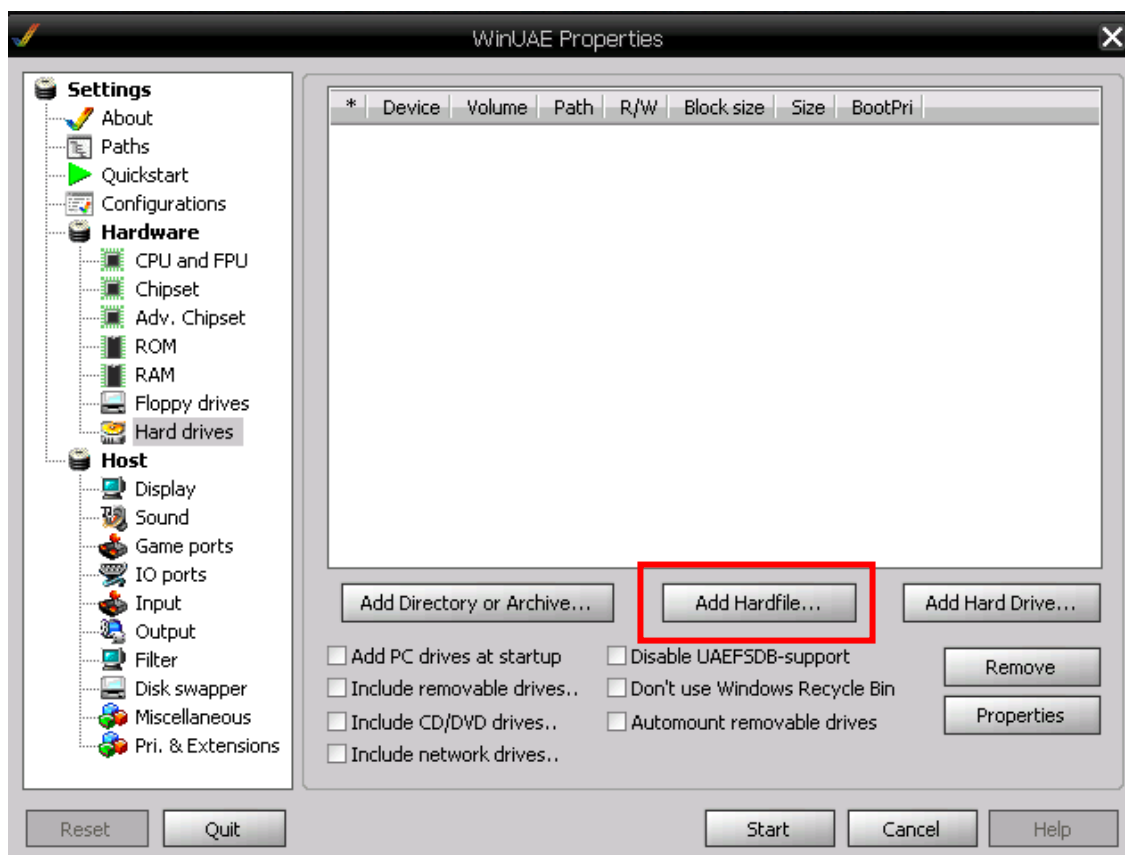 WinUAE Properties
Settings
About
Paths
Quickstart
Configurations
Hardware
CPU and FPU
Chipset
Adv. Chipset
ROM
RAM
Floppy drives
Hard drives
Host
Display
Sound
Game ports
IO ports
Input
Output
Filter
Disk swapper
Miscellaneous
Pri. & Extensions
* Device Volume Path R/W Block size Size BootPri
Add Directory or Archive... Add Hardfile... Add Hard Drive...
Add PC drives at startup Disable UAEFSDB-support Remove
Include removable drives.. Don't use Windows Recycle Bin
Include CD/DVD drives.. Automount removable drives Properties
Include network drives..
Reset Quit Start Cancel Help